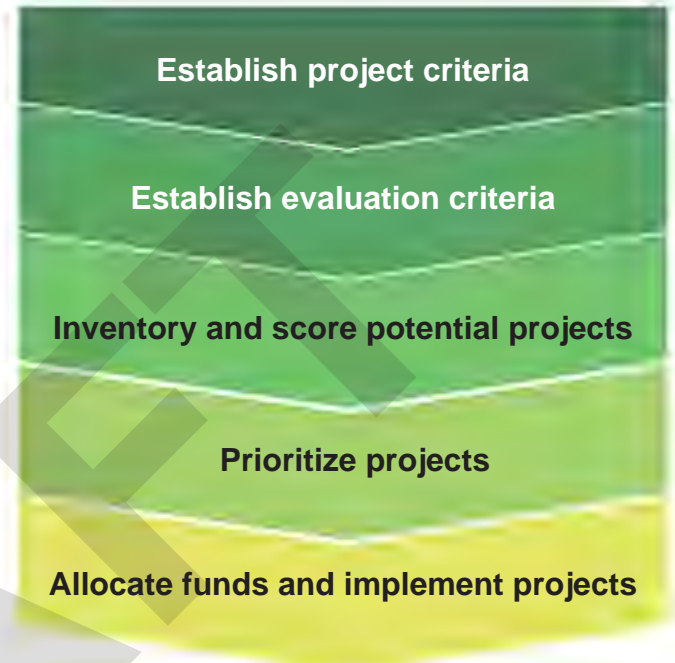 Establish project criteria
Establish evaluation criteria
Inventory and score potential projects
Prioritize projects
Allocate funds and implement projects